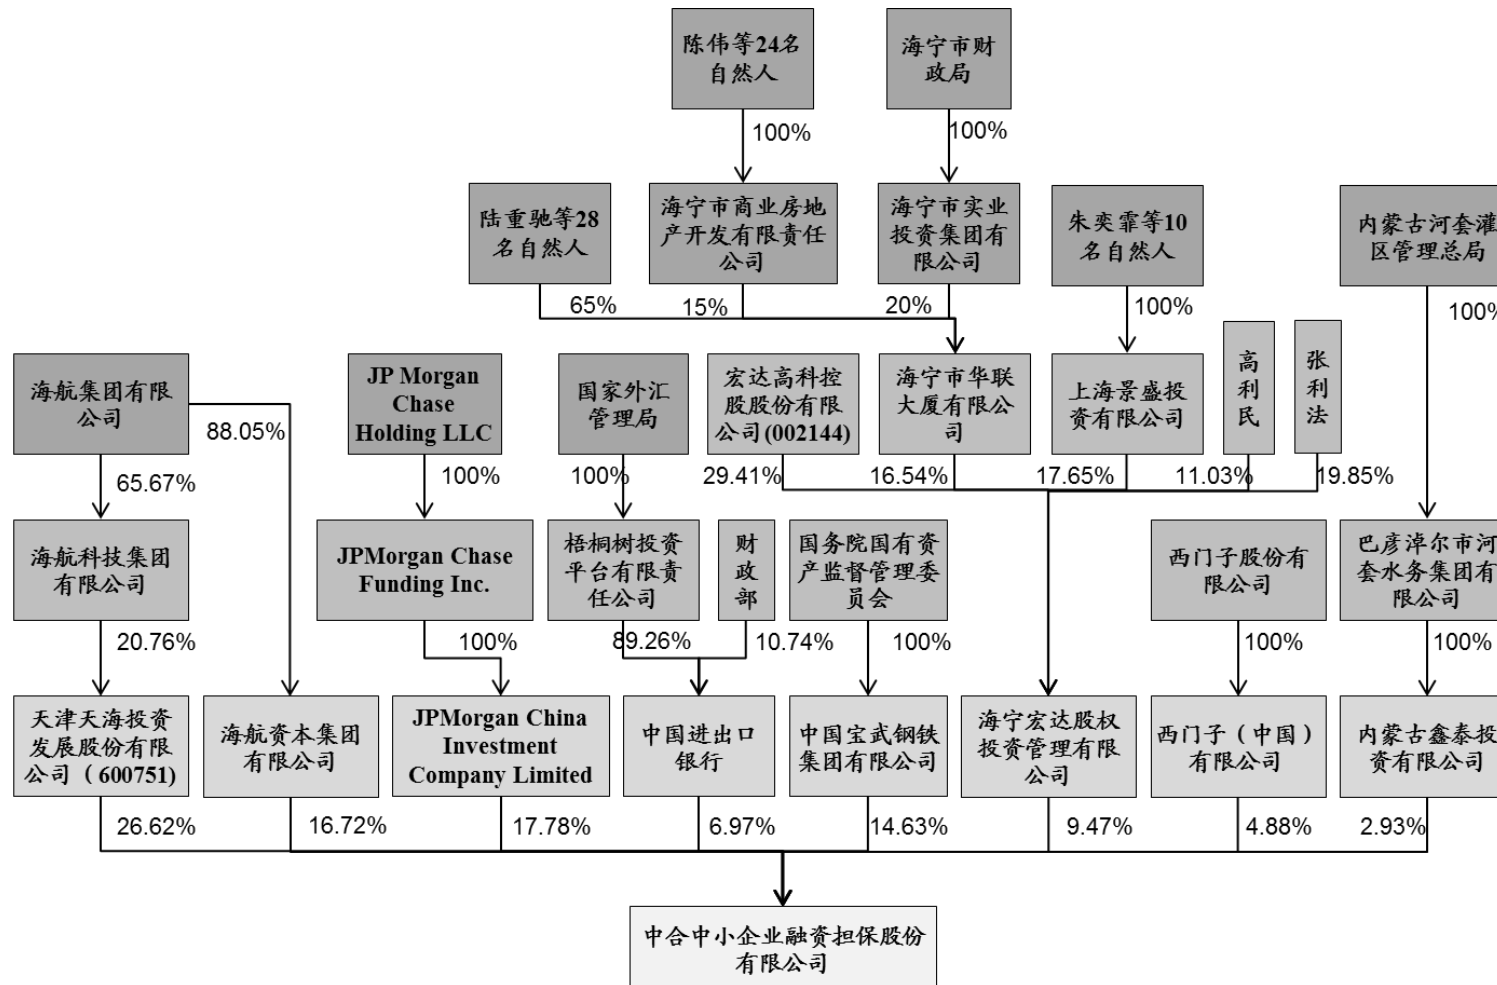 陈伟等24名
自然人
海宁市财
政局
100%
100%
陆重驰等28
名自然人
海宁市商业房地
产开发有限责任
公司
海宁市实业
投资集团有
限公司
朱奕霏等10
名自然人
内蒙古河套灌
区管理总局
65%
15%
20%
100%
100%
海航集团有限
公司
JP Morgan
Chase
Holding LLC
国家外汇
管理局
宏达高科控
股股份有限
公司(002144)
海宁市华联
大厦有限公
司
上海景盛投
资有限公司
高
利
民
张
利
法
88.05%
65.67%
100%
100%
29.41%
16.54%
17.65%
11.03%
19.85%
海航科技集团
有限公司
JPMorgan Chase
Funding Inc.
梧桐树投资
平台有限责
任公司
财
政
部
国务院国有资
产监督管理委
员会
西门子股份有
限公司
巴彦淖尔市河
套水务集团有
限公司
20.76%
100%
89.26%
10.74%
100%
100%
100%
天津天海投资
发展股份有限
公司（600751)
海航资本集团
有限公司
JPMorgan China
Investment
Company Limited
中国进出口
银行
中国宝武钢铁
集团有限公司
海宁宏达股权
投资管理有限
公司
西门子（中国）
有限公司
内蒙古鑫泰投
资有限公司
26.62%
16.72%
17.78%
6.97%
14.63%
9.47%
4.88%
2.93%
中合中小企业融资担保股份
有限公司